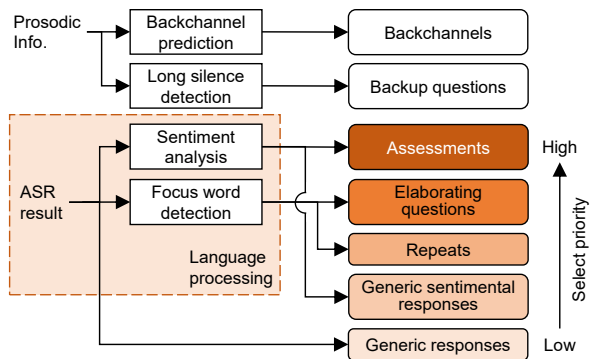 Prosodic
Info.
Backchannel
prediction
Backchannels
Long silence
detection
Backup questions
ASR
result
Sentiment
analysis
Assessments
High
Focus word
detection
Elaborating
questions
Repeats
Language
processing
Generic sentimental
responses
Generic responses
Low
Select priority